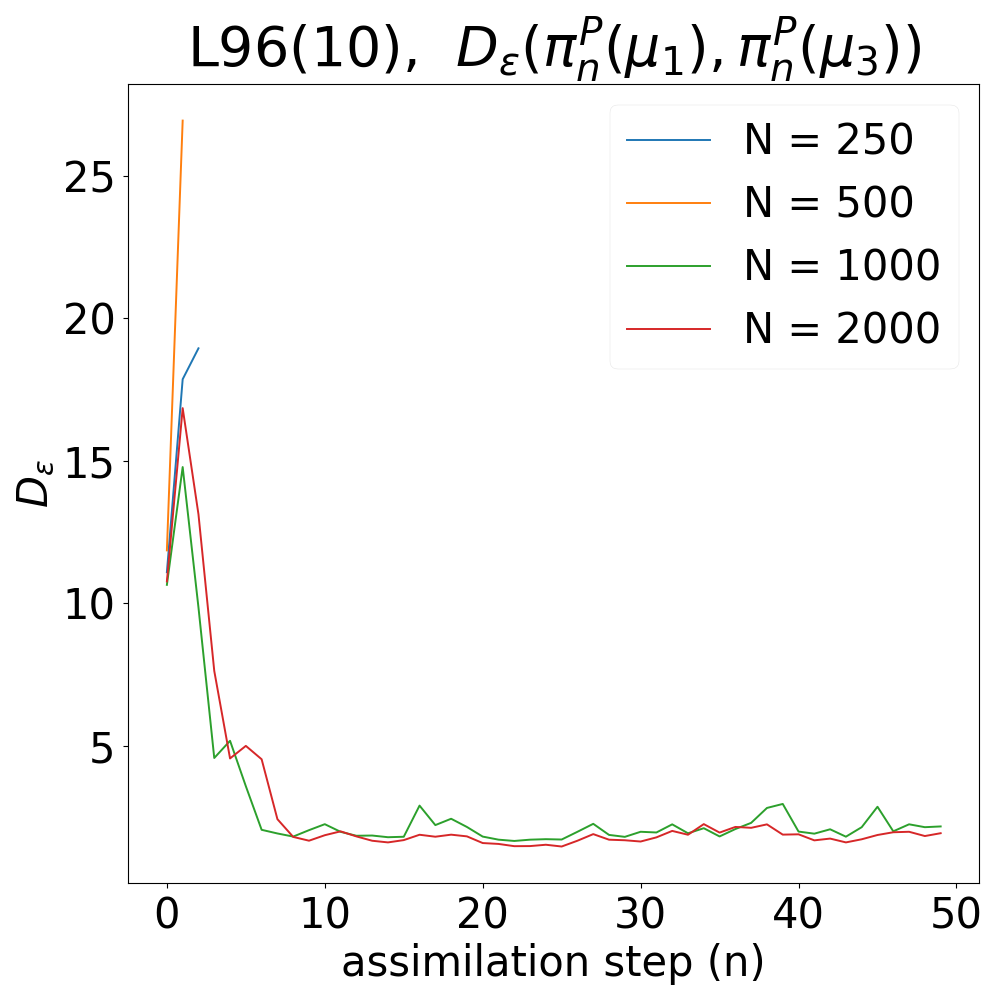 L96(10), $D_\varepsilon(\pi_n^P(\mu_1), \pi_n^P(\mu_3))$
N = 250
N = 500
N = 1000
N = 2000
25
20
15
10
5
$D_\varepsilon$
0 10 20 30 40 50
assimilation step (n)